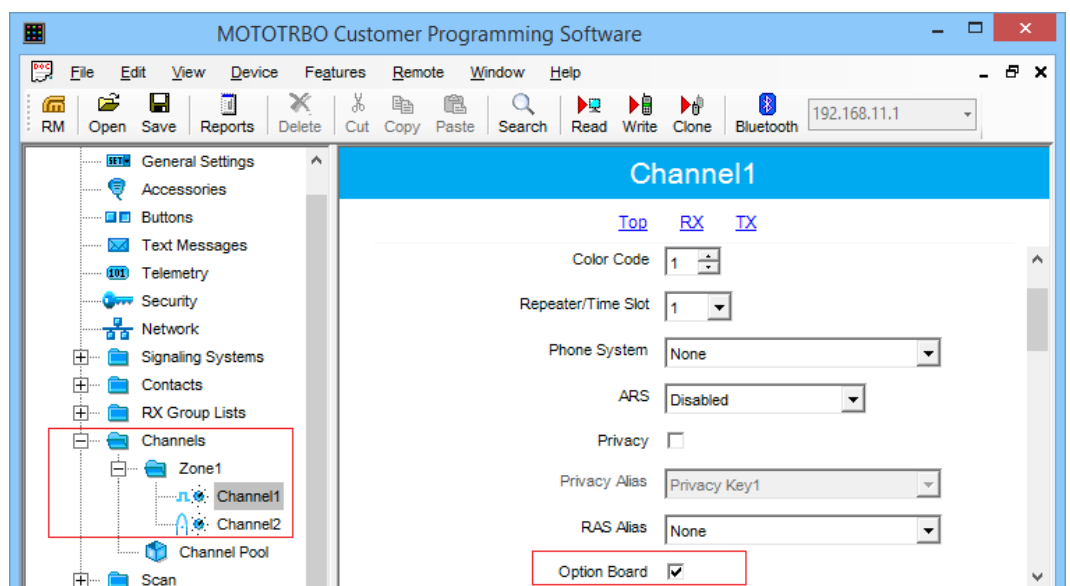 MOTOTRBO Customer Programming Software
File Edit View Device Features Remote Window Help
RM Open Save Reports Delete Cut Copy Paste Search Read Write Clone Bluetooth 192.168.11.1
General Settings
Accessories
Buttons
Text Messages
Telemetry
Security
Network
Signaling Systems
Contacts
RX Group Lists
Channels
Zone1
Channel1
Channel2
Channel Pool
Scan
Channel1
Top RX TX
Color Code 1
Repeater/Time Slot 1
Phone System None
ARS Disabled
Privacy
Privacy Alias Privacy Key1
RAS Alias None
Option Board